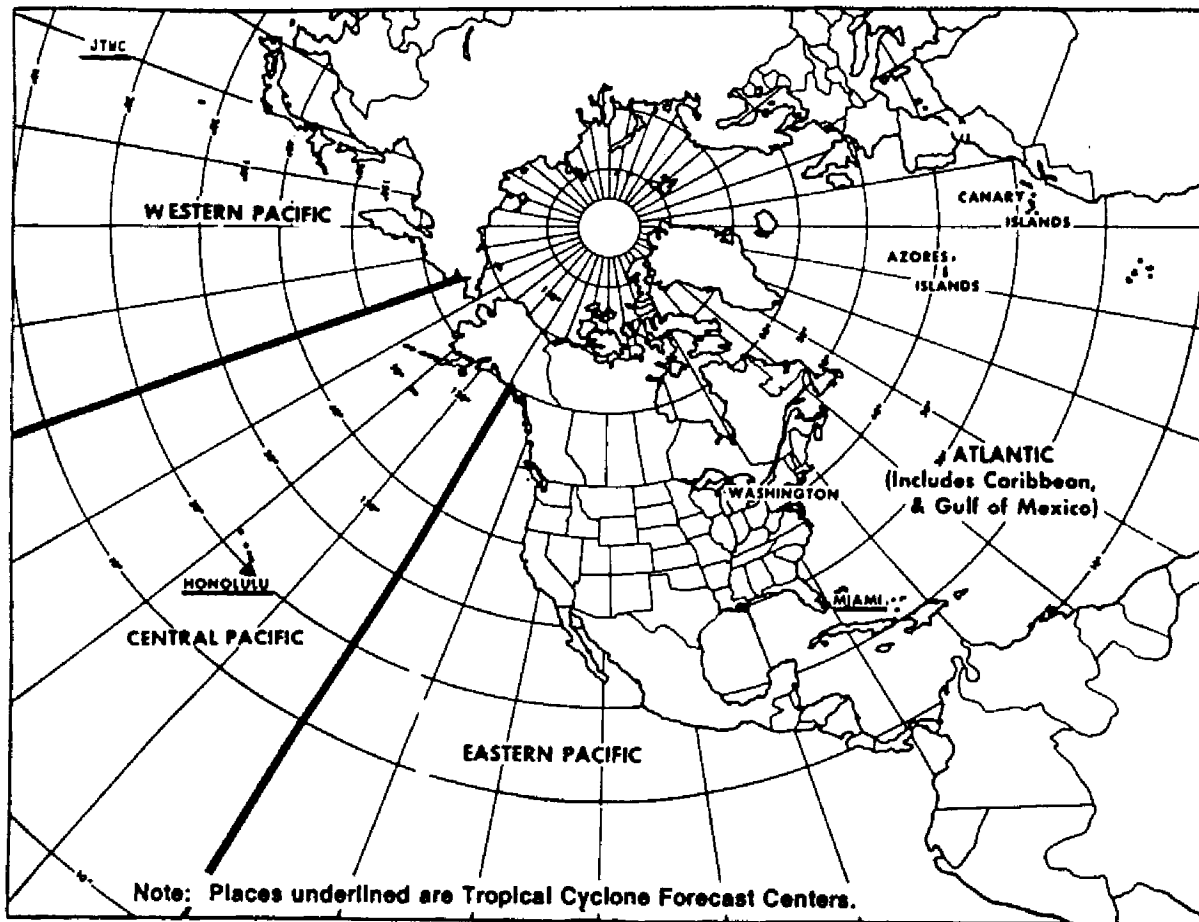 JTWC
WESTERN PACIFIC
CANARY
ISLANDS
AZORES
ISLANDS
ATLANTIC
(Includes Caribbean,
& Gulf of Mexico)
WASHINGTON
MIAMI
HONOLULU
CENTRAL PACIFIC
EASTERN PACIFIC
Note: Places underlined are Tropical Cyclone Forecast Centers.